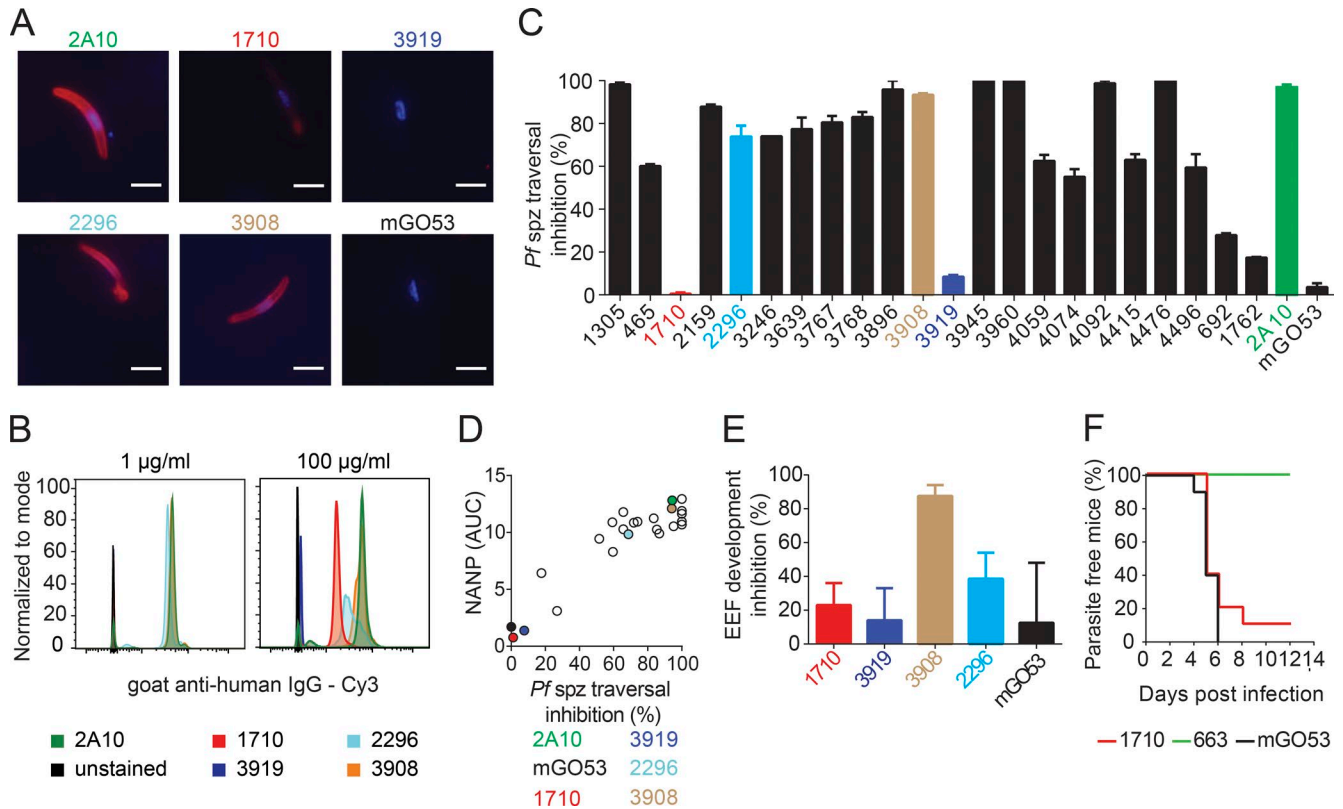 A
2A10 1710 3919
2296 3908 mGO53
B
1 µg/ml 100 µg/ml
Normalized to mode
100
80
60
40
20
0
goat anti-human IgG - Cy3
2A10 1710 2296
unstained 3919 3908
C
Pf spz traversal
inhibition (%)
100
80
60
40
20
0
1305 465 1710 2159 2296 3246 3639 3767 3768 3896 3908 3919 3945 3960 4059 4074 4092 4415 4476 4496 692 1762 2A10 mGO53
D
NANP (AUC)
15
10
5
0
0 20 40 60 80 100
Pf spz traversal
inhibition (%)
2A10 3919
mGO53 2296
1710 3908
E
EEF development
inhibition (%)
100
80
60
40
20
0
1710 3919 3908 2296 mGO53
F
Parasite free mice (%)
100
80
60
40
20
0
0 2 4 6 8 10 12 14
Days post infection
1710 663 mGO53